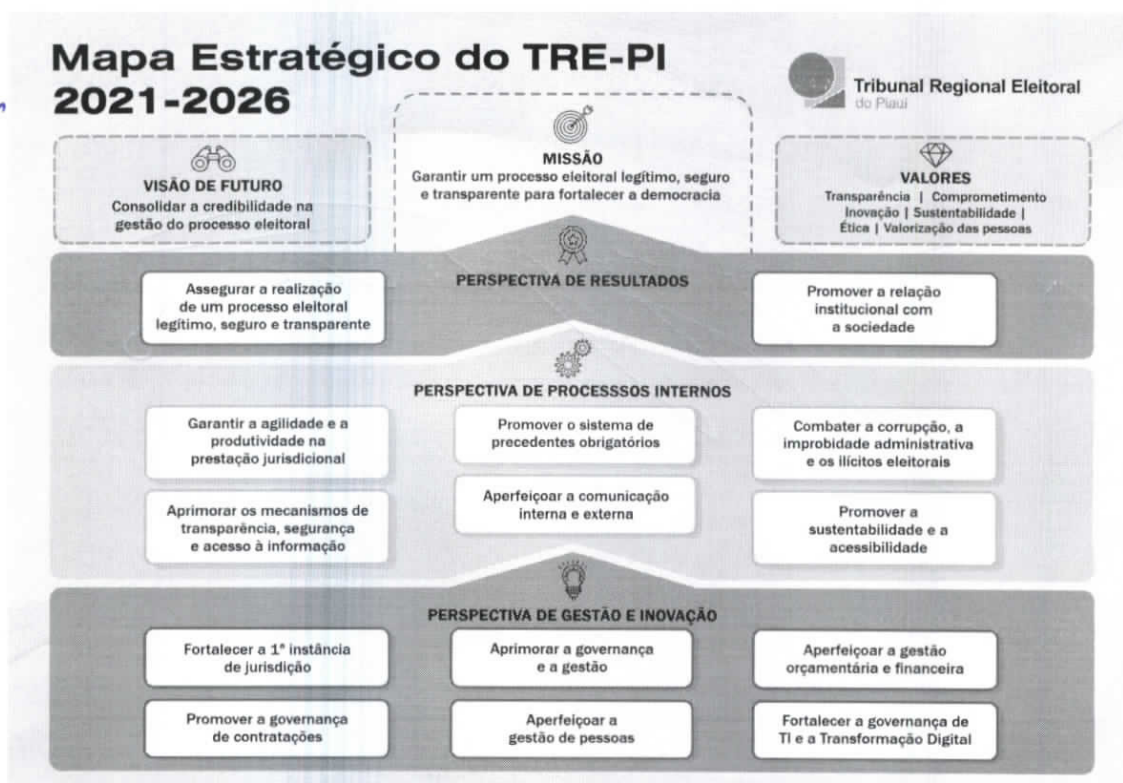 Mapa Estratégico do TRE-PI
2021-2026
Tribunal Regional Eleitoral
do Piauí
VISÃO DE FUTURO
Consolidar a credibilidade na
gestão do processo eleitoral
MISSÃO
Garantir um processo eleitoral legítimo, seguro
e transparente para fortalecer a democracia
VALORES
Transparência | Comprometimento
Inovação | Sustentabilidade |
Ética | Valorização das pessoas
PERSPECTIVA DE RESULTADOS
Assegurar a realização
de um processo eleitoral
legítimo, seguro e transparente
Promover a relação
institucional com
a sociedade
PERSPECTIVA DE PROCESSSOS INTERNOS
Garantir a agilidade e a
produtividade na
prestação jurisdicional
Promover o sistema de
precedentes obrigatórios
Combater a corrupção, a
improbidade administrativa
e os ilícitos eleitorais
Aprimorar os mecanismos de
transparência, segurança
e acesso à informação
Aperfeiçoar a comunicação
interna e externa
Promover a
sustentabilidade e a
acessibilidade
PERSPECTIVA DE GESTÃO E INOVAÇÃO
Fortalecer a 1ª instância
de jurisdição
Aprimorar a governança
e a gestão
Aperfeiçoar a gestão
orçamentária e financeira
Promover a governança
de contratações
Aperfeiçoar a
gestão de pessoas
Fortalecer a governança de
TI e a Transformação Digital